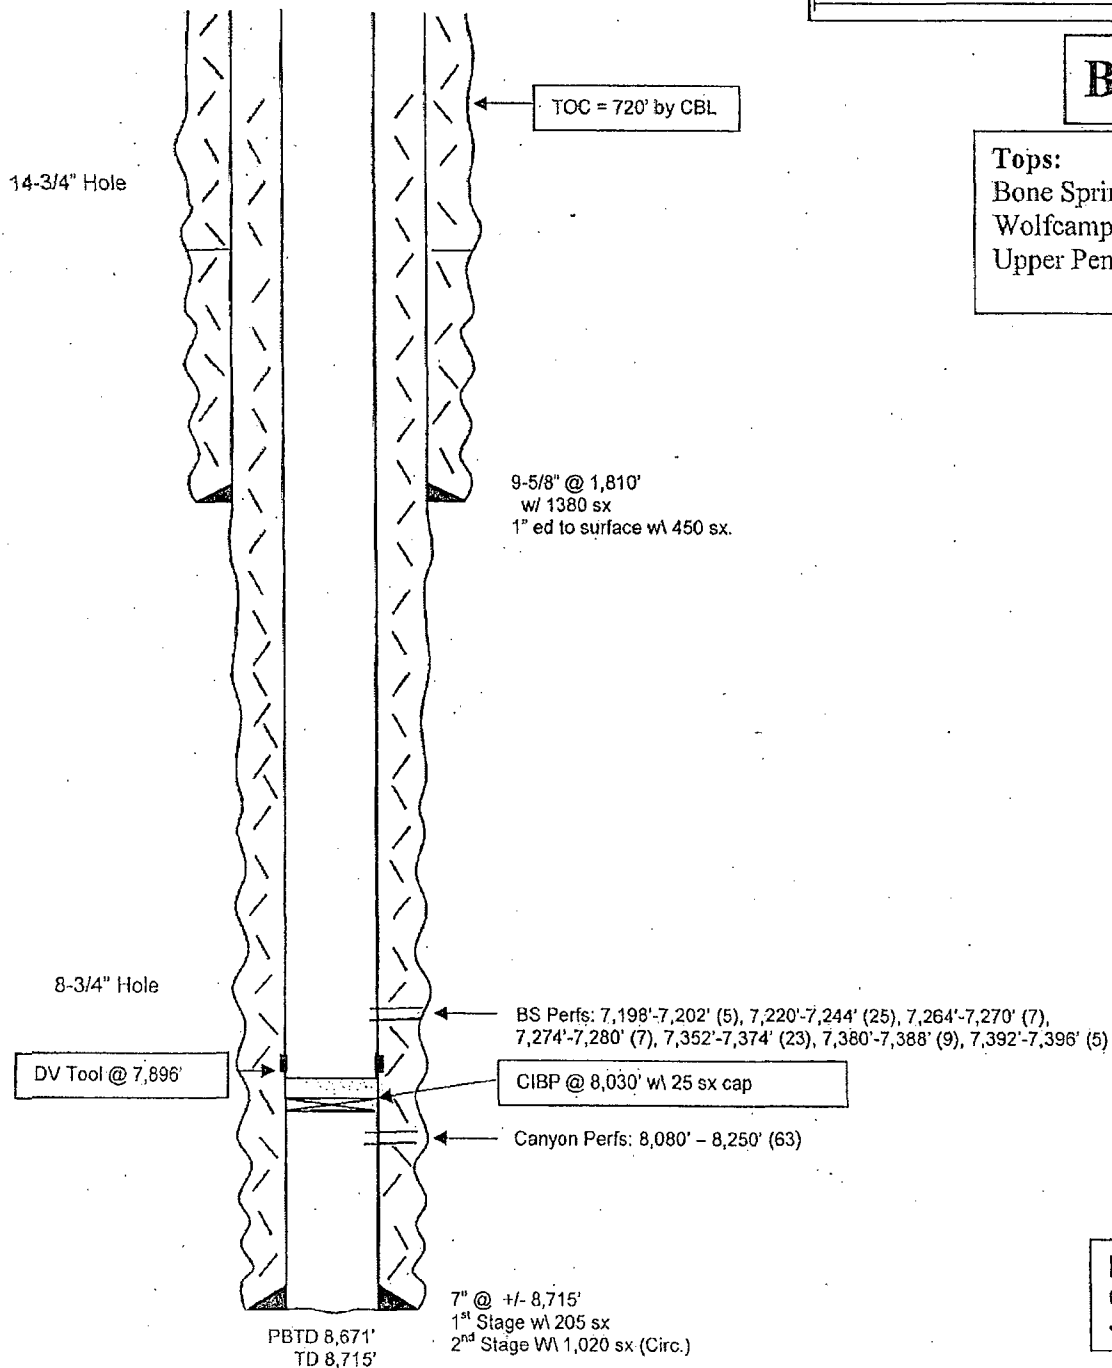 TOC = 720' by CBL
Tops:
Bone Sprin
Wolfcamp
Upper Pen
14-3/4" Hole
9-5/8" @ 1,810'
w/ 1380 sx
1" ed to surface w\ 450 sx.
8-3/4" Hole
BS Perfs: 7,198'-7,202' (5), 7,220'-7,244' (25), 7,264'-7,270' (7),
7,274'-7,280' (7), 7,352'-7,374' (23), 7,380'-7,388' (9), 7,392'-7,396' (5)
DV Tool @ 7,896'
CIBP @ 8,030' w\ 25 sx cap
Canyon Perfs: 8,080' – 8,250' (63)
7" @ +/- 8,715'
1st Stage w\ 205 sx
2nd Stage W\ 1,020 sx (Circ.)
PBTD 8,671'
TD 8,715'